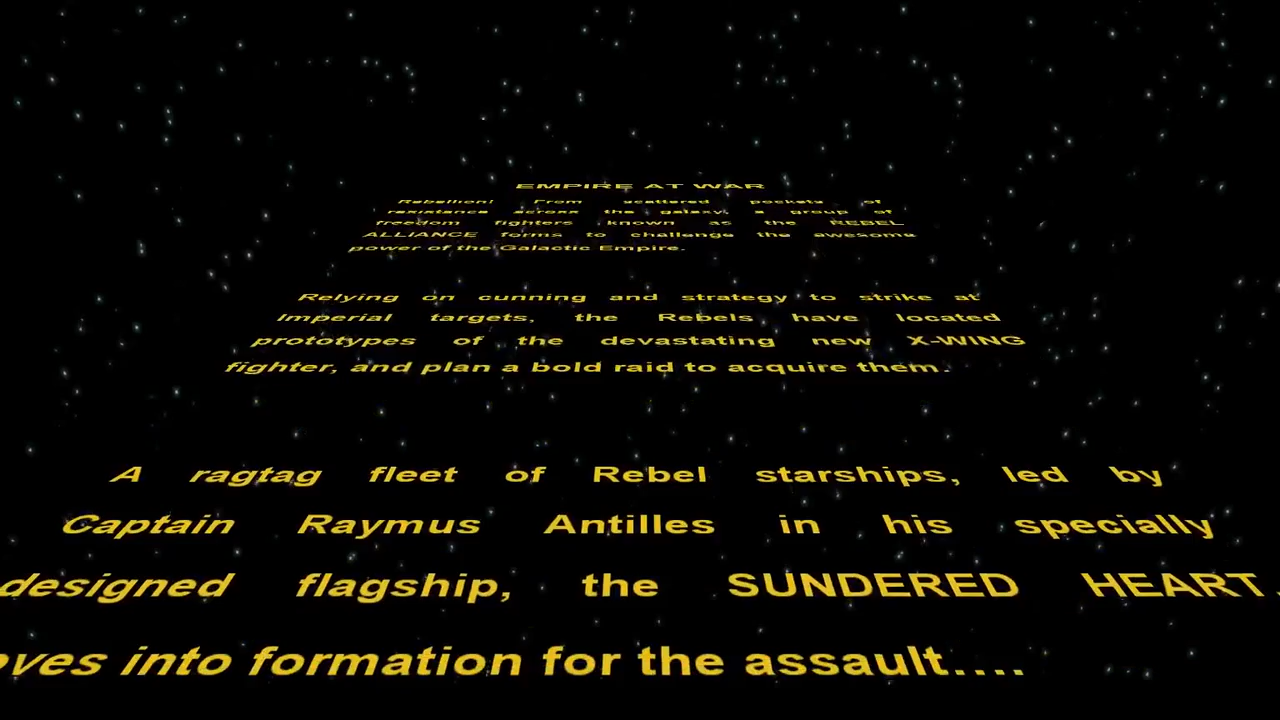 EMPIRE AT WAR
Rebellion! From scattered pockets of
resistance across the galaxy, a group of
freedom fighters known as the REBEL
ALLIANCE forms to challenge the awesome
power of the Galactic Empire.
Relying on cunning and strategy to strike at
Imperial targets, the Rebels have located
prototypes of the devastating new X-WING
fighter, and plan a bold raid to acquire them.
A ragtag fleet of Rebel starships, led by
Captain Raymus Antilles in his specially
designed flagship, the SUNDERED HEART,
into formation for the assault....